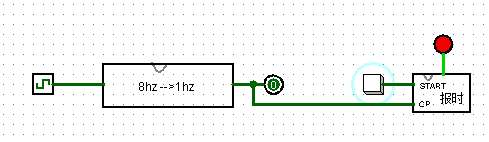 8hz-->1hz
0
START
CP
报时